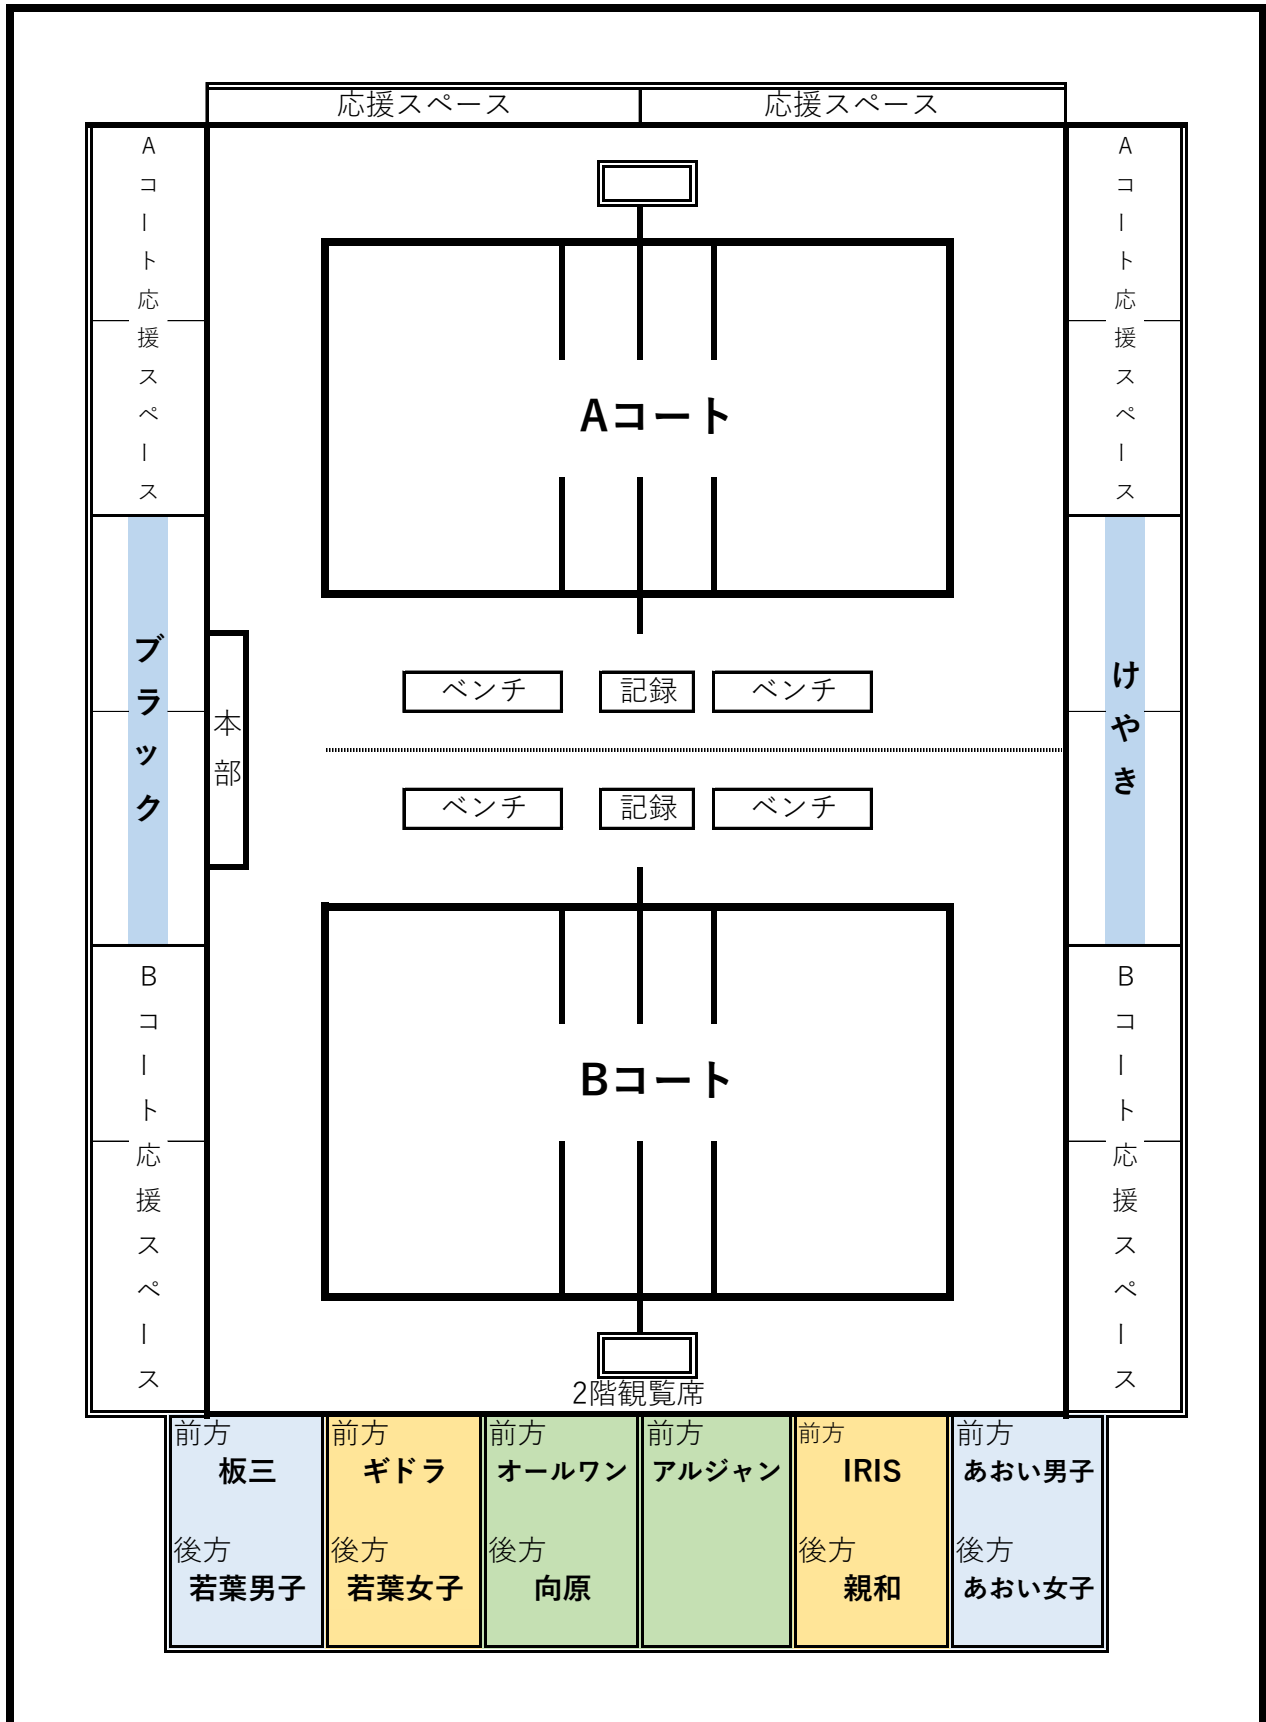 応援スペース
応援スペース
Aコート応援スペース
Aコート応援スペース
Aコート
ブラック
けやき
本部
ベンチ
記録
ベンチ
ベンチ
記録
ベンチ
Bコート応援スペース
Bコート応援スペース
Bコート
2階観覧席
前方
板三
後方
若葉男子
前方
ギドラ
後方
若葉女子
前方
オールワン
後方
向原
前方
アルジャン
前方
IRIS
後方
親和
前方
あおい男子
後方
あおい女子